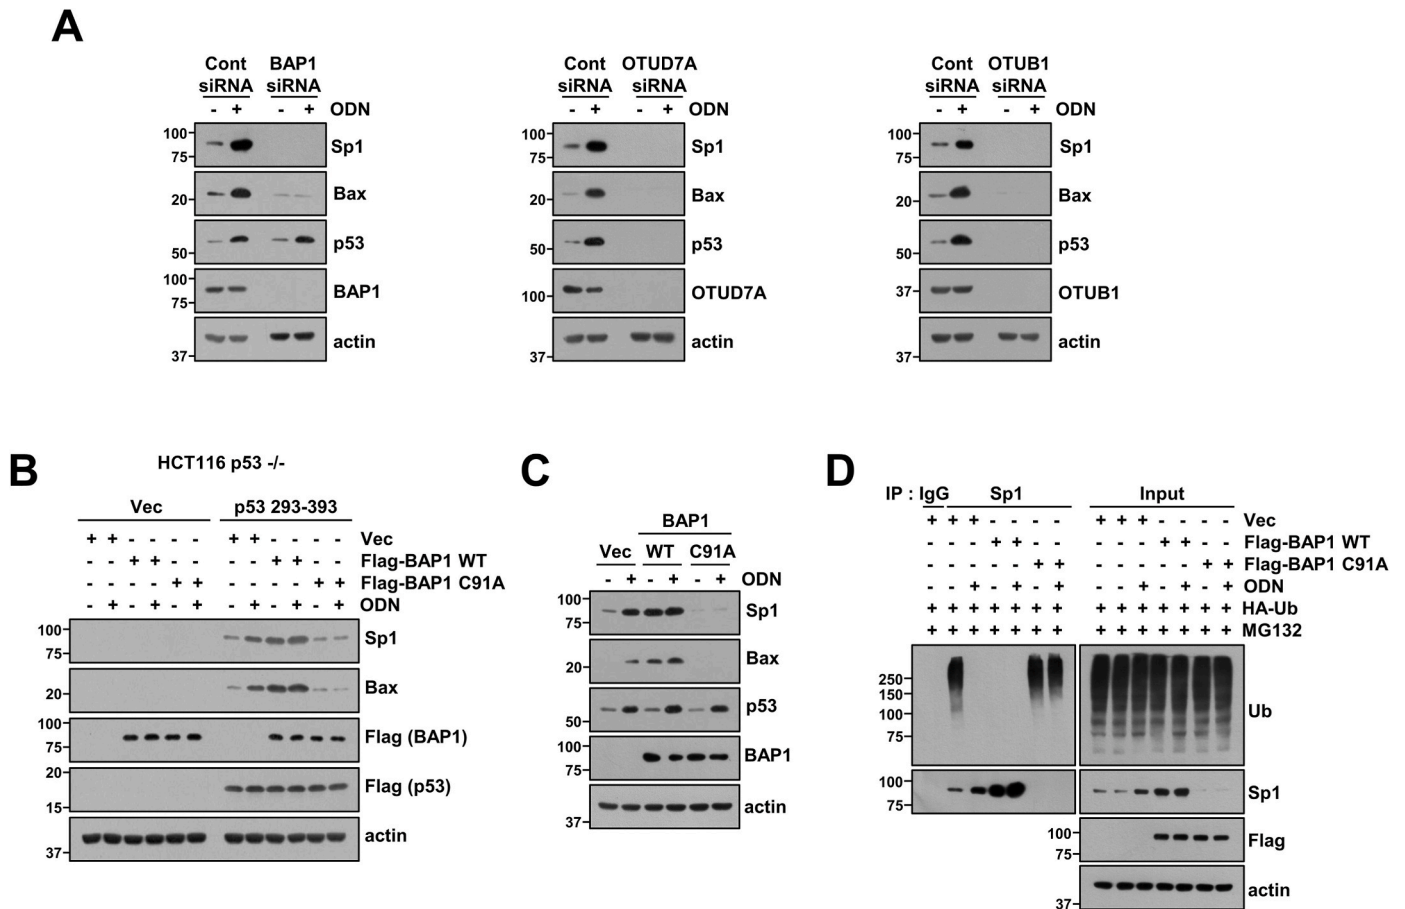 A
Cont BAP1
siRNA siRNA
- + - + ODN
100
75
Sp1
20
Bax
50
p53
100
75
BAP1
37
actin
Cont OTUD7A
siRNA siRNA
- + - + ODN
100
75
Sp1
20
Bax
50
p53
100
OTUD7A
37
actin
Cont OTUB1
siRNA siRNA
- + - + ODN
100
75
Sp1
20
Bax
50
p53
37
OTUB1
37
actin
B
HCT116 p53 -/-
Vec p53 293-393
+ + - - - - + + - - - - Vec
- - + + - - - - + + - - Flag-BAP1 WT
- - - - + + - - - - + + Flag-BAP1 C91A
- + - + - + - + - + - + ODN
100
75
Sp1
20
Bax
100
75
Flag (BAP1)
20
15
Flag (p53)
37
actin
C
BAP1
Vec WT C91A
- + - + - + ODN
100
75
Sp1
20
Bax
50
p53
100
75
BAP1
37
actin
D
IP : IgG Sp1 Input
+ + + - - - - + + + - - - - Vec
- - - + + - - - - - + + - - Flag-BAP1 WT
- - - - - + + - - - - - + + Flag-BAP1 C91A
- - + - + - + - - + - + - + ODN
+ + + + + + + + + + + + + + HA-Ub
+ + + + + + + + + + + + + + MG132
250
150
100
75
Ub
100
75
Sp1
100
75
Flag
37
actin